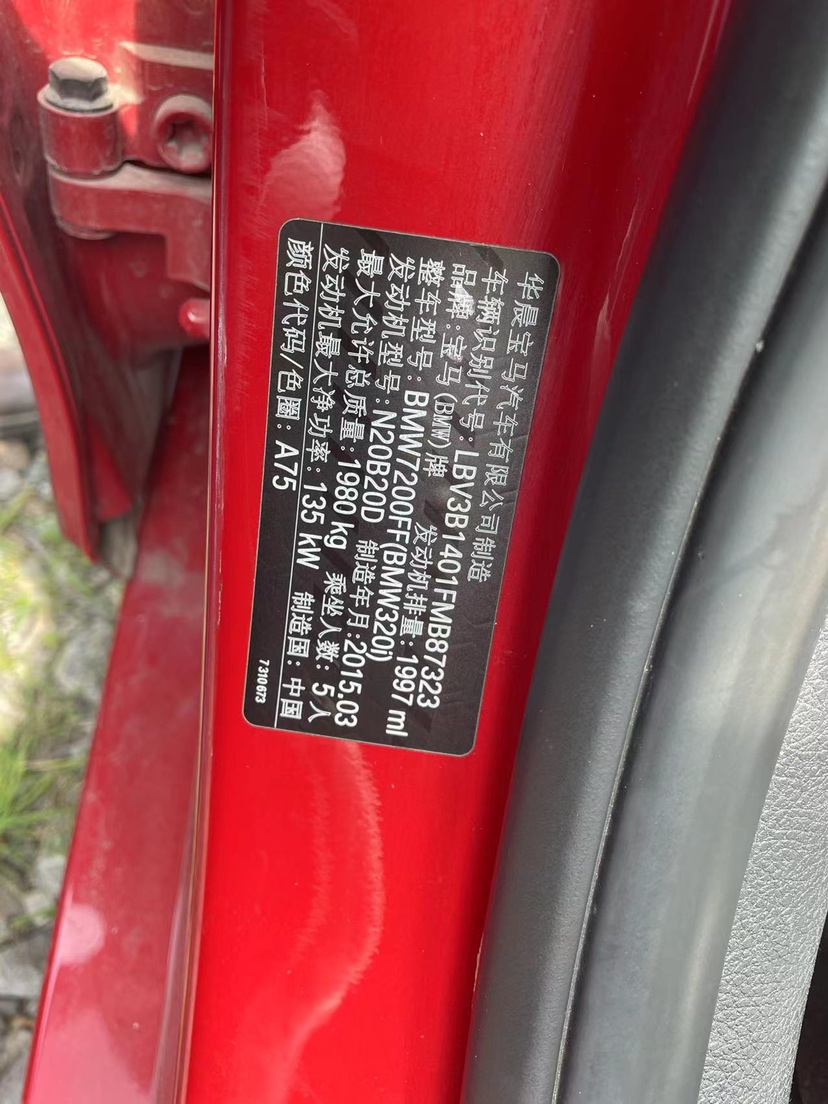 华晨宝马汽车有限公司制造
车辆识别代号: LBV3B1401FMB87323
品牌: 宝马 (BMW) 牌 发动机排量: 1997 ml
整车型号: BMW7200FF(BMW320i)
发动机型号: N20B20D 制造年月: 2015.03
最大允许总质量: 1980 kg 乘坐人数: 5人
发动机最大净功率: 135 kW 制造国: 中国
颜色代码/色圈: A75 7310673